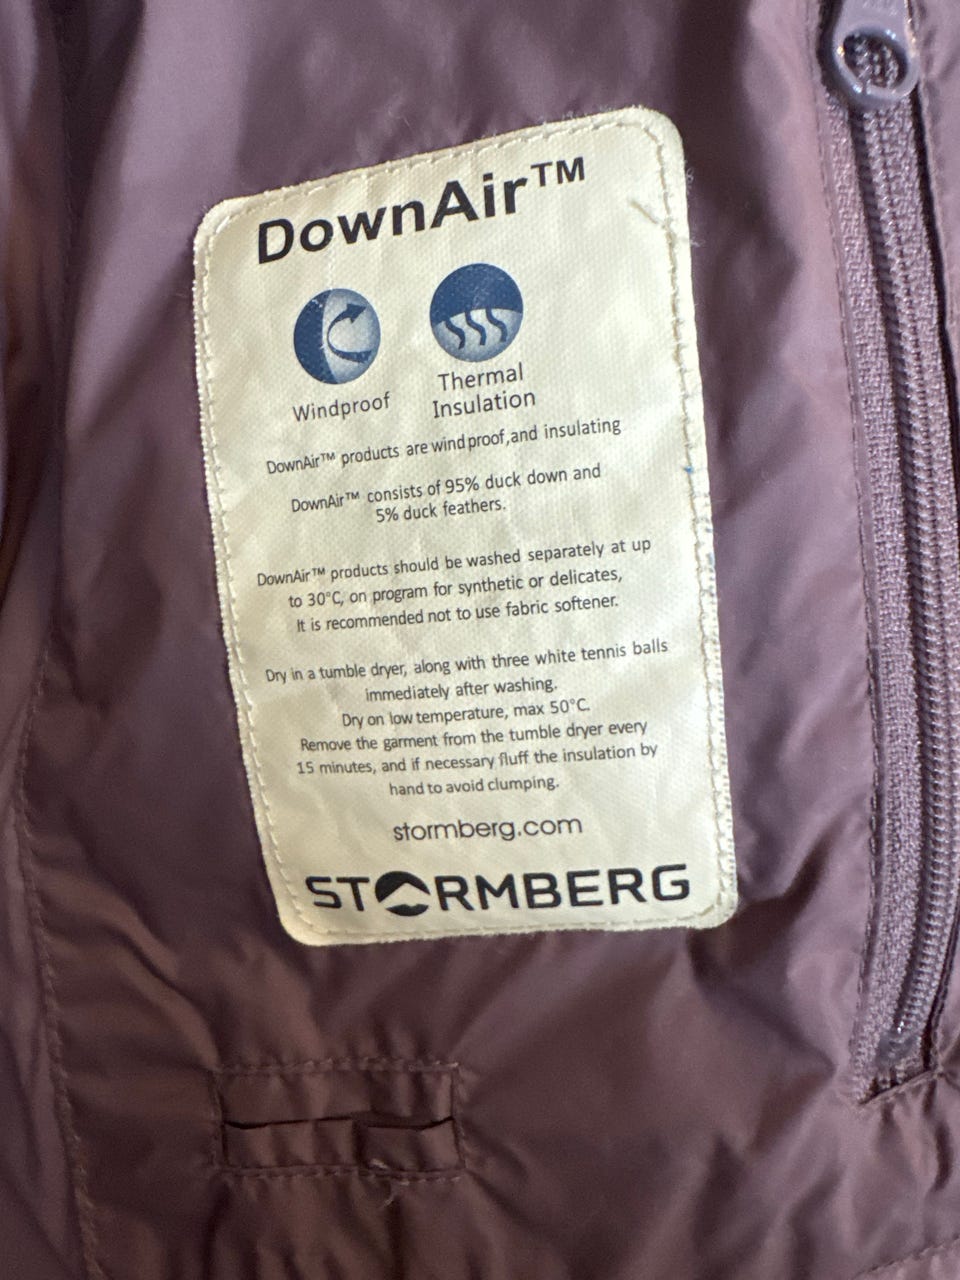 DownAir™
Windproof
Thermal
Insulation
DownAir™ products are windproof,and insulating
DownAir™ consists of 95% duck down and
5% duck feathers.
DownAir™ products should be washed separately at up
to 30°C, on program for synthetic or delicates,
It is recommended not to use fabric softener.
Dry in a tumble dryer, along with three white tennis balls
immediately after washing.
Dry on low temperature, max 50°C.
Remove the garment from the tumble dryer every
15 minutes, and if necessary fluff the insulation by
hand to avoid clumping.
stormberg.com
STORMBERG